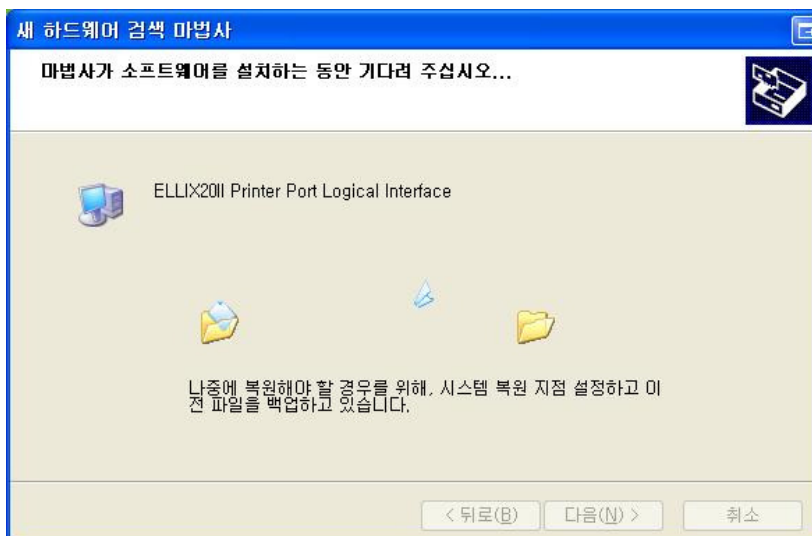 새 하드웨어 검색 마법사
마법사가 소프트웨어를 설치하는 동안 기다려 주십시오...
ELLIX20II Printer Port Logical Interface
나중에 복원해야 할 경우를 위해, 시스템 복원 지점 설정하고 이
전 파일을 백업하고 있습니다.
< 뒤로(B) 다음(N) > 취소